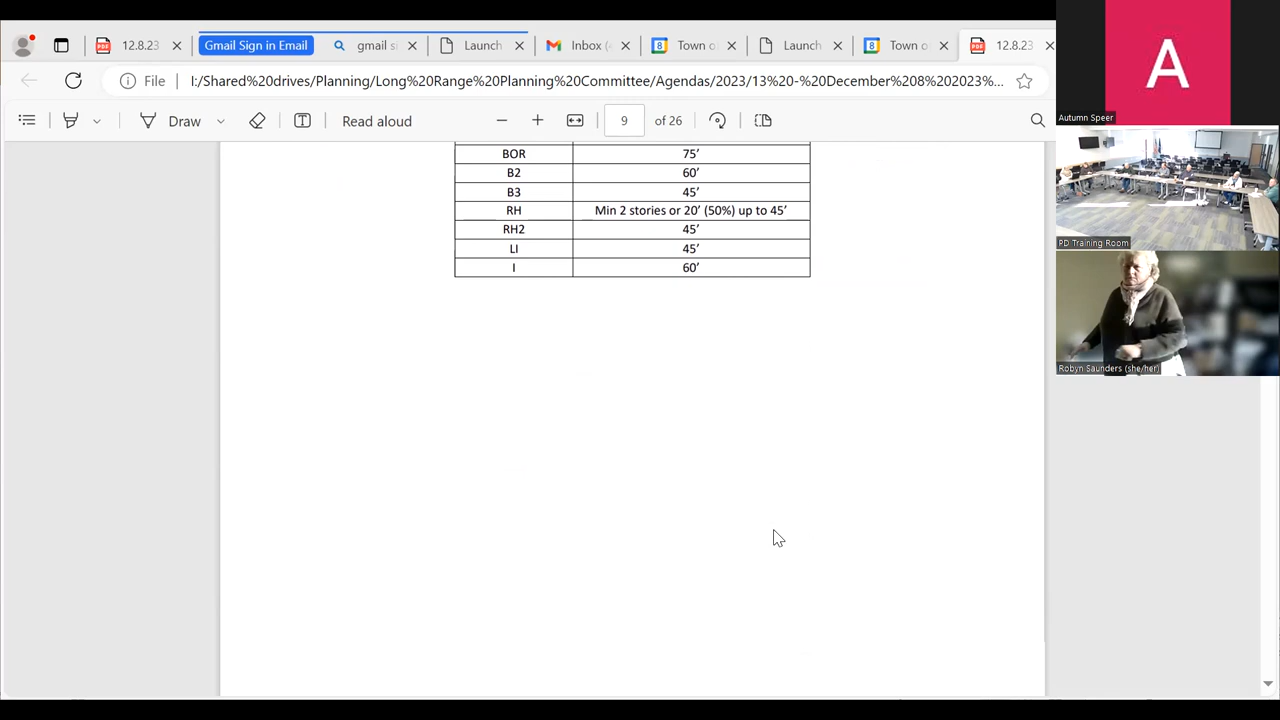 12.8.23
Gmail Sign in Email
gmail s
Launch
Inbox (
Town o
Launch
Town o
12.8.23
File
I:/Shared%20drives/Planning/Long%20Range%20Planning%20Committee/Agendas/2023/13%20-%20December%208%202023%...
Draw
Read aloud
9 of 26
BOR 75’
B2 60’
B3 45’
RH Min 2 stories or 20’ (50%) up to 45’
RH2 45’
LI 45’
I 60’
A
Autumn Speer
PD Training Room
Robyn Saunders (she/her)